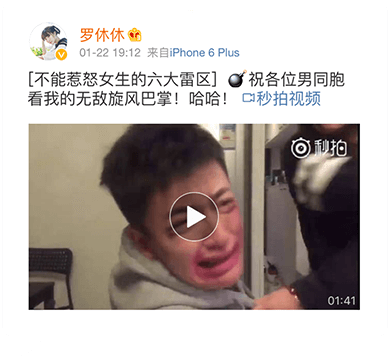 罗休休
01-22 19:12 来自iPhone 6 Plus
[不能惹怒女生的六大雷区] 💣祝各位男同胞
看我的无敌旋风巴掌！哈哈！ 秒拍视频
秒拍
01:41